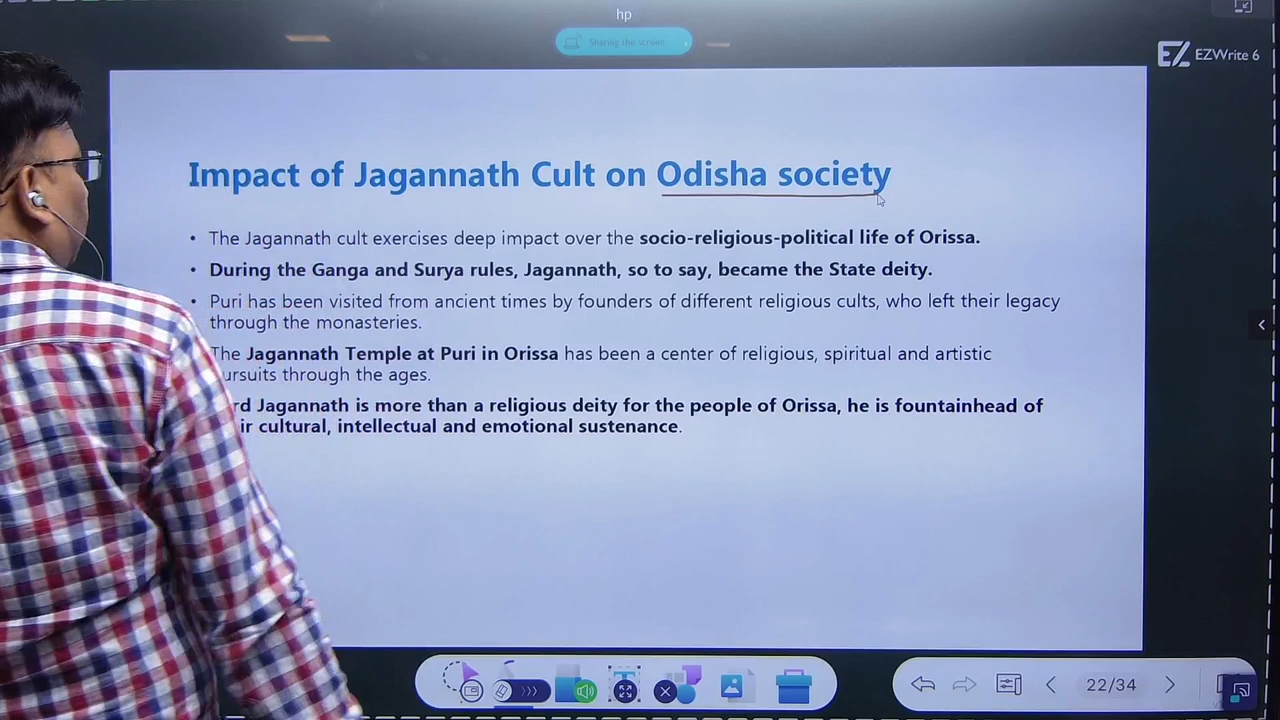 hp
Sharing the screen
EZ EZWrite 6
Impact of Jagannath Cult on Odisha society
• The Jagannath cult exercises deep impact over the socio-religious-political life of Orissa.
• During the Ganga and Surya rules, Jagannath, so to say, became the State deity.
• Puri has been visited from ancient times by founders of different religious cults, who left their legacy
through the monasteries.
The Jagannath Temple at Puri in Orissa has been a center of religious, spiritual and artistic
ursuits through the ages.
rd Jagannath is more than a religious deity for the people of Orissa, he is fountainhead of
ir cultural, intellectual and emotional sustenance.
22/34